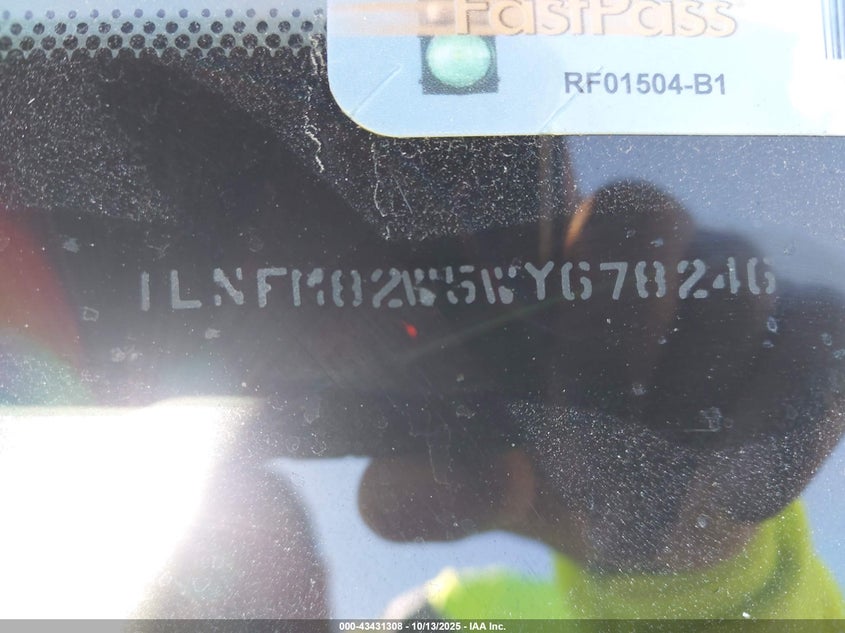 FastPass
RF01504-B1
1LNFM82W5WY678246
000-43431308 - 10/13/2025 - IAA Inc.